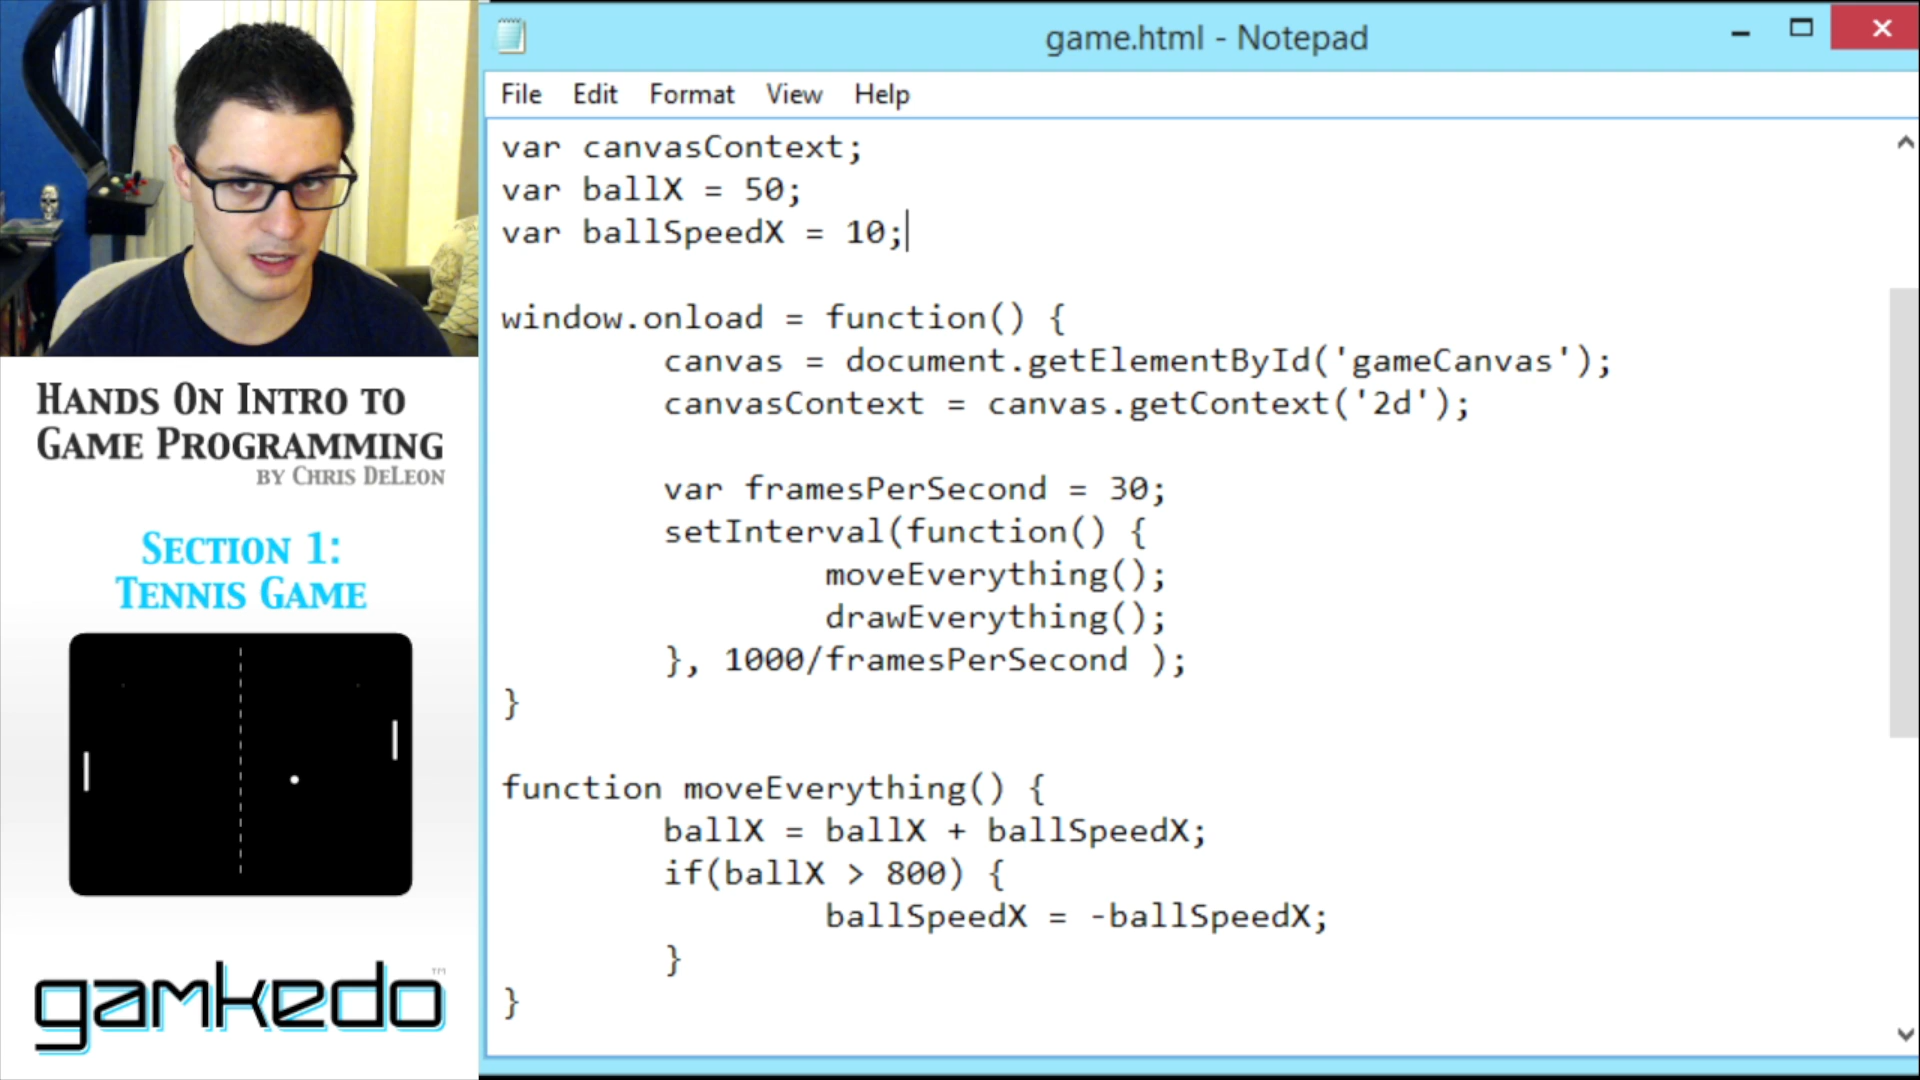 HANDS ON INTRO TO
GAME PROGRAMMING
BY CHRIS DELEON
SECTION 1:
TENNIS GAME
gamkedo™
game.html - Notepad
File Edit Format View Help
var canvasContext;
var ballX = 50;
var ballSpeedX = 10;
window.onload = function() {
canvas = document.getElementById('gameCanvas');
canvasContext = canvas.getContext('2d');
var framesPerSecond = 30;
setInterval(function() {
moveEverything();
drawEverything();
}, 1000/framesPerSecond );
}
function moveEverything() {
ballX = ballX + ballSpeedX;
if(ballX > 800) {
ballSpeedX = -ballSpeedX;
}
}